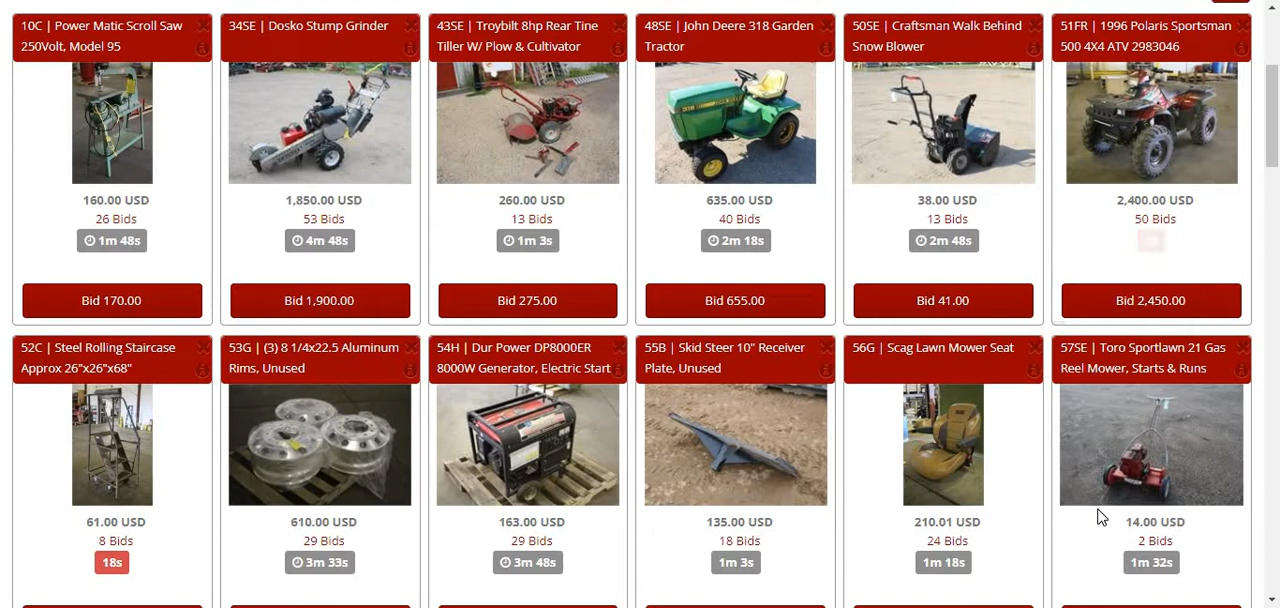 10C | Power Matic Scroll Saw
250Volt, Model 95
34SE | Dosko Stump Grinder
43SE | Troybilt 8hp Rear Tine
Tiller W/ Plow & Cultivator
48SE | John Deere 318 Garden
Tractor
50SE | Craftsman Walk Behind
Snow Blower
51FR | 1996 Polaris Sportsman
500 4X4 ATV 2983046
160.00 USD
26 Bids
1m 48s
Bid 170.00
1,850.00 USD
53 Bids
4m 48s
Bid 1,900.00
260.00 USD
13 Bids
1m 3s
Bid 275.00
635.00 USD
40 Bids
2m 18s
Bid 655.00
38.00 USD
13 Bids
2m 48s
Bid 41.00
2,400.00 USD
50 Bids
Bid 2,450.00
52C | Steel Rolling Staircase
Approx 26"x26"x68"
53G | (3) 8 1/4x22.5 Aluminum
Rims, Unused
54H | Dur Power DP8000ER
8000W Generator, Electric Start
55B | Skid Steer 10" Receiver
Plate, Unused
56G | Scag Lawn Mower Seat
57SE | Toro Sportlawn 21 Gas
Reel Mower, Starts & Runs
61.00 USD
8 Bids
18s
610.00 USD
29 Bids
3m 33s
163.00 USD
29 Bids
3m 48s
135.00 USD
18 Bids
1m 3s
210.01 USD
24 Bids
1m 18s
14.00 USD
2 Bids
1m 32s